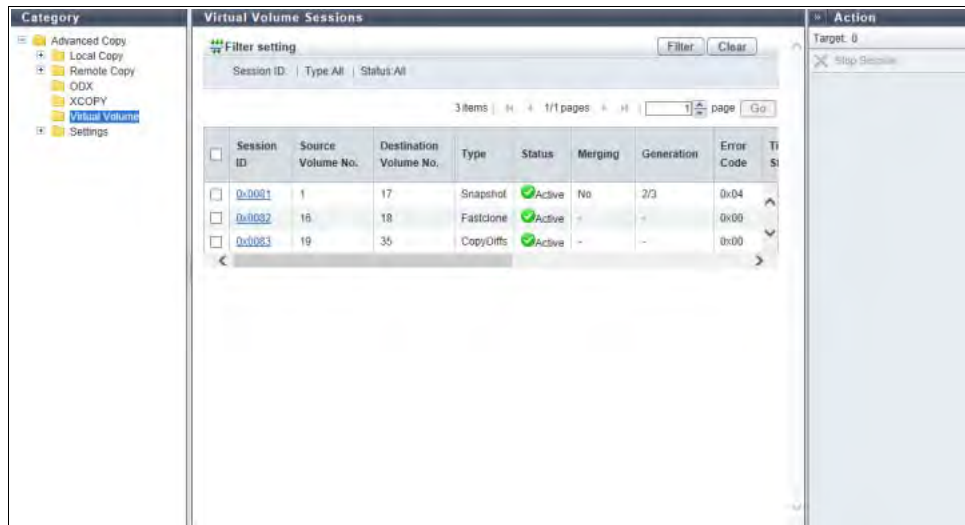 Category
Virtual Volume Sessions
» Action
Advanced Copy
Local Copy
Remote Copy
ODX
XCOPY
Virtual Volume
Settings
Filter setting
Filter
Clear
Session ID: | Type:All | Status:All
3 items | 1/1 pages | 1 page Go
Session ID
Source Volume No.
Destination Volume No.
Type
Status
Merging
Generation
Error Code
Ti
St
0x0081 1 17 Snapshot Active No 2/3 0x04
0x0082 16 18 Fastclone Active - - 0x00
0x0083 19 35 CopyDiffs Active - - 0x00
Target: 0
Stop Session